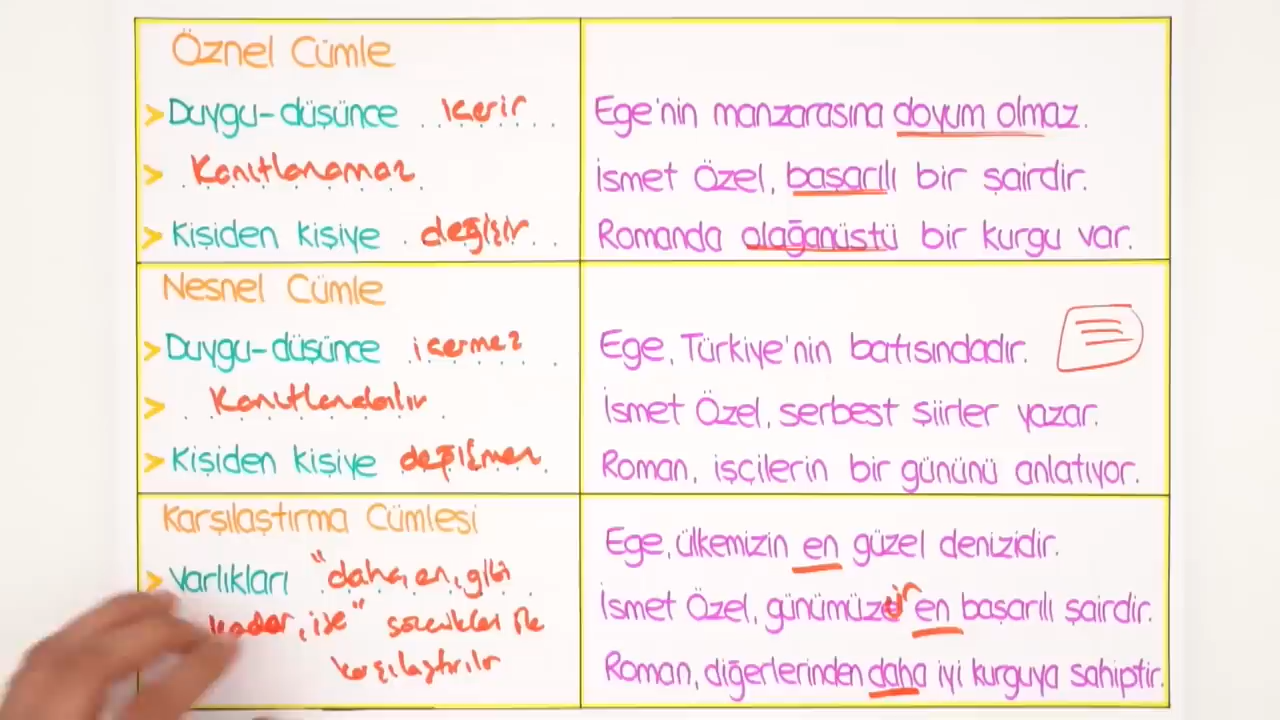 Öznel Cümle
> Duygu-düşünce içerir
> Kanıtlanamaz
> Kişiden kişiye değişir
Ege'nin manzarasına doyum olmaz.
İsmet Özel, başarılı bir şairdir.
Romanda olağanüstü bir kurgu var.
Nesnel Cümle
> Duygu-düşünce içermez
> Kanıtlanabilir
> Kişiden kişiye değişmez
Ege, Türkiye'nin batısındadır.
İsmet Özel, serbest şiirler yazar.
Roman, işçilerin bir gününü anlatıyor.
Karşılaştırma Cümlesi
> Varlıkları "daha, en, gibi
kadar, ise" sözcükler ile
karşılaştırılır
Ege, ülkemizin en güzel denizidir.
İsmet Özel, günümüzün en başarılı şairdir.
Roman, diğerlerinden daha iyi kurguya sahiptir.